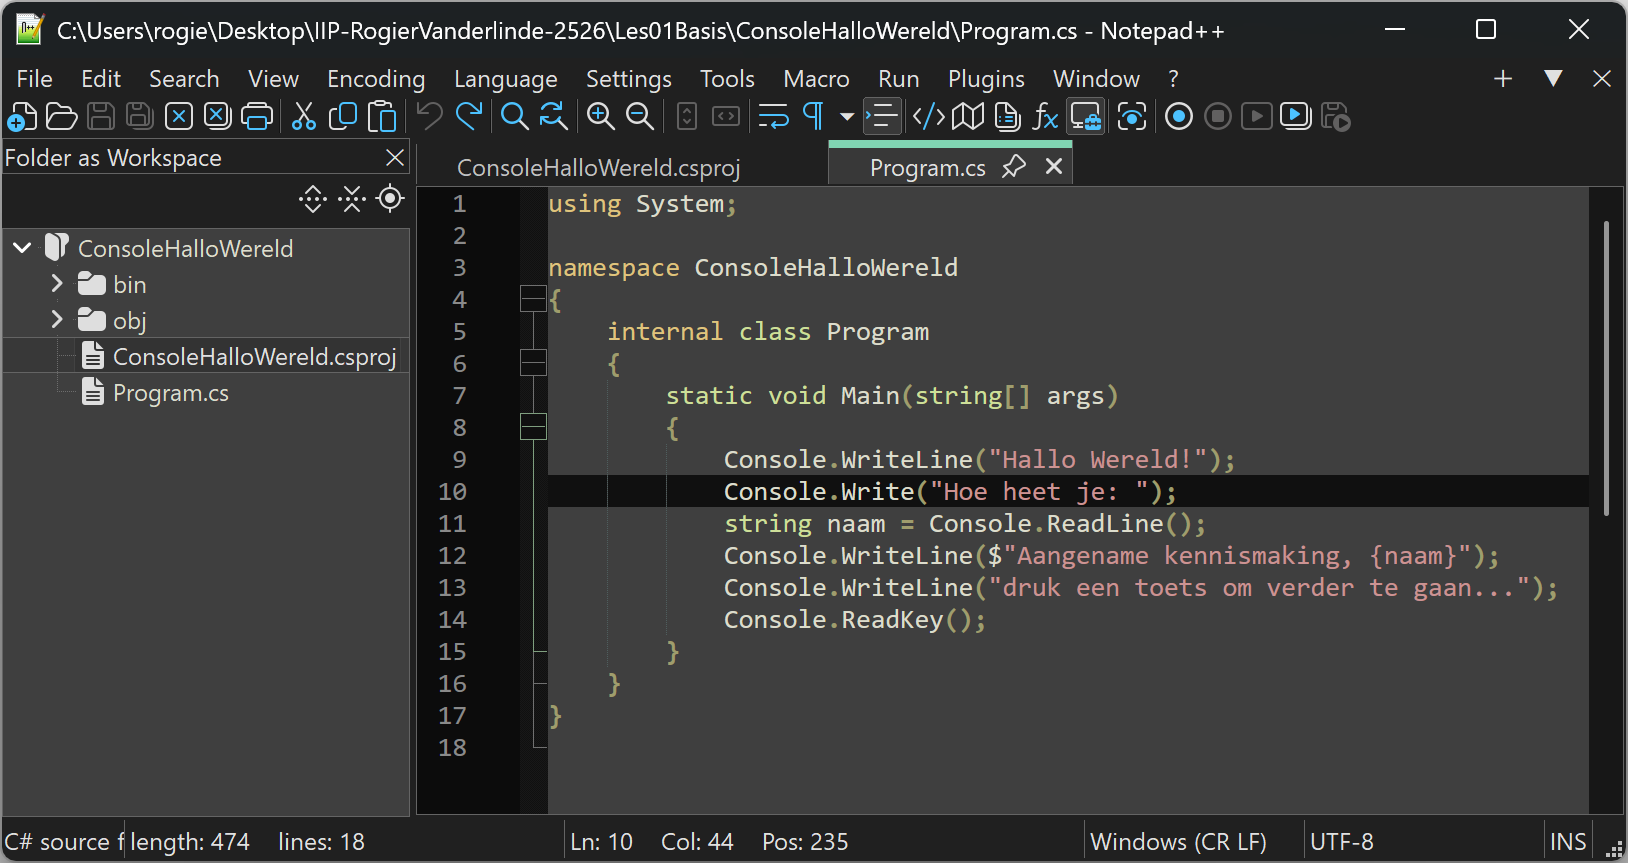 C:\Users\rogie\Desktop\IIP-RogierVanderlinde-2526\Les01Basis\ConsoleHalloWereld\Program.cs - Notepad++
File Edit Search View Encoding Language Settings Tools Macro Run Plugins Window ?
Folder as Workspace
ConsoleHalloWereld
bin
obj
ConsoleHalloWereld.csproj
Program.cs
ConsoleHalloWereld.csproj Program.cs
1 using System;
2
3 namespace ConsoleHalloWereld
4 {
5     internal class Program
6     {
7         static void Main(string[] args)
8         {
9             Console.WriteLine("Hallo Wereld!");
10             Console.Write("Hoe heet je: ");
11             string naam = Console.ReadLine();
12             Console.WriteLine($"Aangename kennismaking, {naam}");
13             Console.WriteLine("druk een toets om verder te gaan...");
14             Console.ReadKey();
15         }
16     }
17 }
18
C# source f length: 474 lines: 18 Ln: 10 Col: 44 Pos: 235 Windows (CR LF) UTF-8 INS